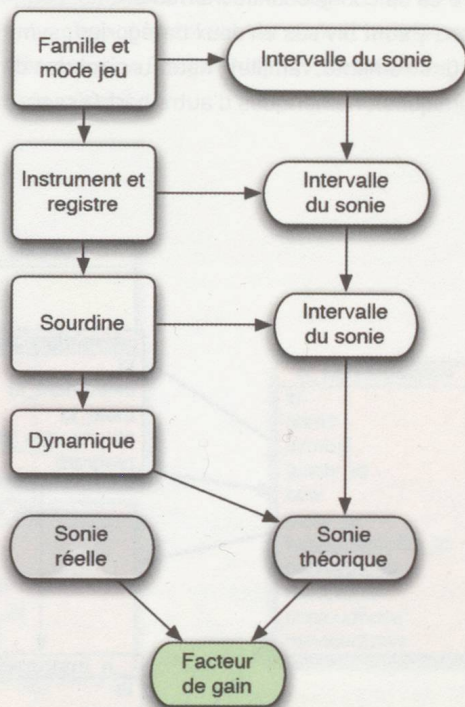 Famille et
mode jeu
Intervalle du sonie
Instrument et
registre
Intervalle
du sonie
Sourdine
Intervalle
du sonie
Dynamique
Sonie
réelle
Sonie
théorique
Facteur
de gain